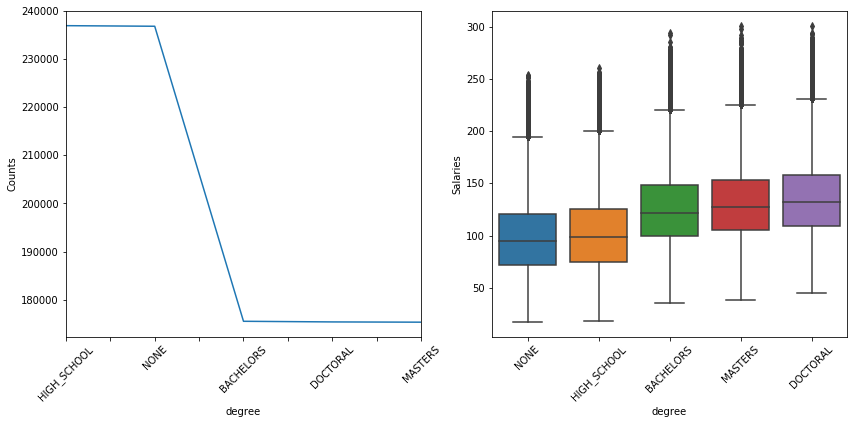 240000
230000
220000
210000
200000
190000
180000
Counts
HIGH_SCHOOL
NONE
BACHELORS
DOCTORAL
MASTERS
degree
300
250
200
150
100
50
Salaries
NONE
HIGH_SCHOOL
BACHELORS
MASTERS
DOCTORAL
degree